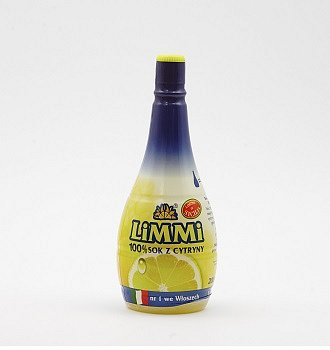 LiMMi
100% SOK Z CYTRYNY
nr 1 we Włoszech